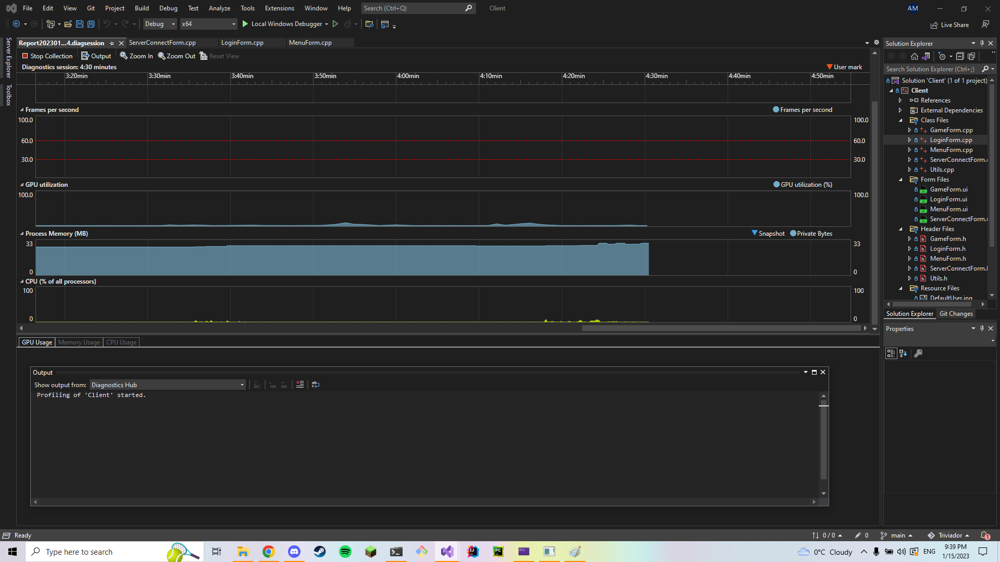 File Edit View Git Project Build Debug Test Analyze Tools Extensions Window Help Search (Ctrl+Q) Client AM
Debug x64 Local Windows Debugger Live Share
Server Explorer
Toolbox
Report202301...4.diagsession ServerConnectForm.cpp LoginForm.cpp MenuForm.cpp
Stop Collection Output Zoom In Zoom Out Reset View
Diagnostics session: 4:30 minutes User mark
3:20min 3:30min 3:40min 3:50min 4:00min 4:10min 4:20min 4:30min 4:40min 4:50min
Frames per second Frames per second
100.0 100.0
60.0 60.0
30.0 30.0
GPU utilization GPU utilization (%)
100.0 100.0
Process Memory (MB) Snapshot Private Bytes
33 33
0 0
CPU (% of all processors)
100 100
0 0
GPU Usage Memory Usage CPU Usage
Output
Show output from: Diagnostics Hub
Profiling of 'Client' started.
Solution Explorer
Search Solution Explorer (Ctrl+;)
Solution 'Client' (1 of 1 project)
Client
References
External Dependencies
Class Files
GameForm.cpp
LoginForm.cpp
MenuForm.cpp
ServerConnectForm.
Utils.cpp
Form Files
GameForm.ui
LoginForm.ui
MenuForm.ui
ServerConnectForm.
Header Files
GameForm.h
LoginForm.h
MenuForm.h
ServerConnectForm.
Utils.h
Resource Files
DefaultUser.jpg
Solution Explorer Git Changes
Properties
Ready 0 / 0 0 main Triviador 1
Type here to search 0°C Cloudy ENG 9:39 PM
1/15/2023